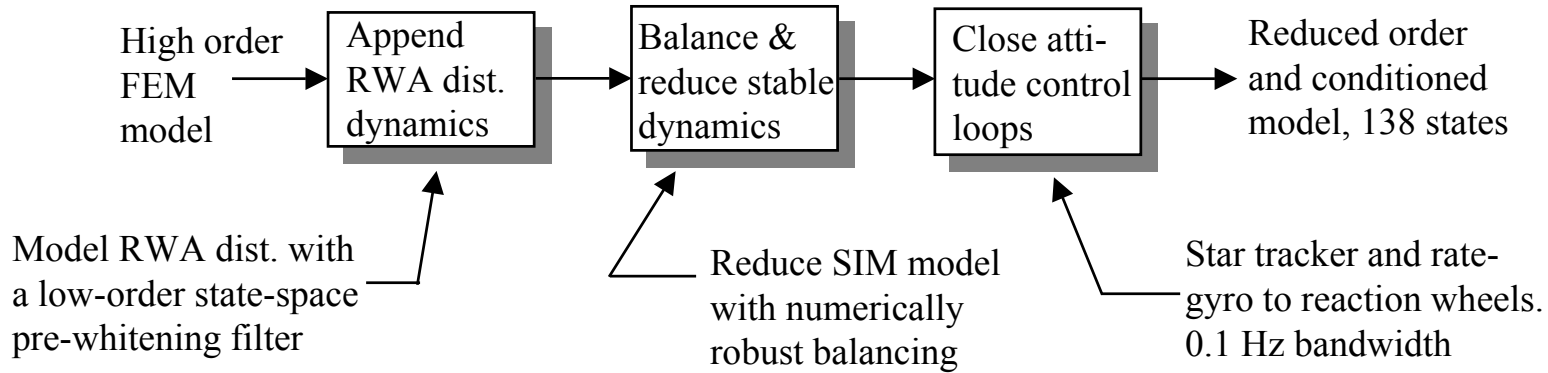 High order
FEM
model
Append
RWA dist.
dynamics
Balance &
reduce stable
dynamics
Close atti-
tude control
loops
Reduced order
and conditioned
model, 138 states
Model RWA dist. with
a low-order state-space
pre-whitening filter
Reduce SIM model
with numerically
robust balancing
Star tracker and rate-
gyro to reaction wheels.
0.1 Hz bandwidth